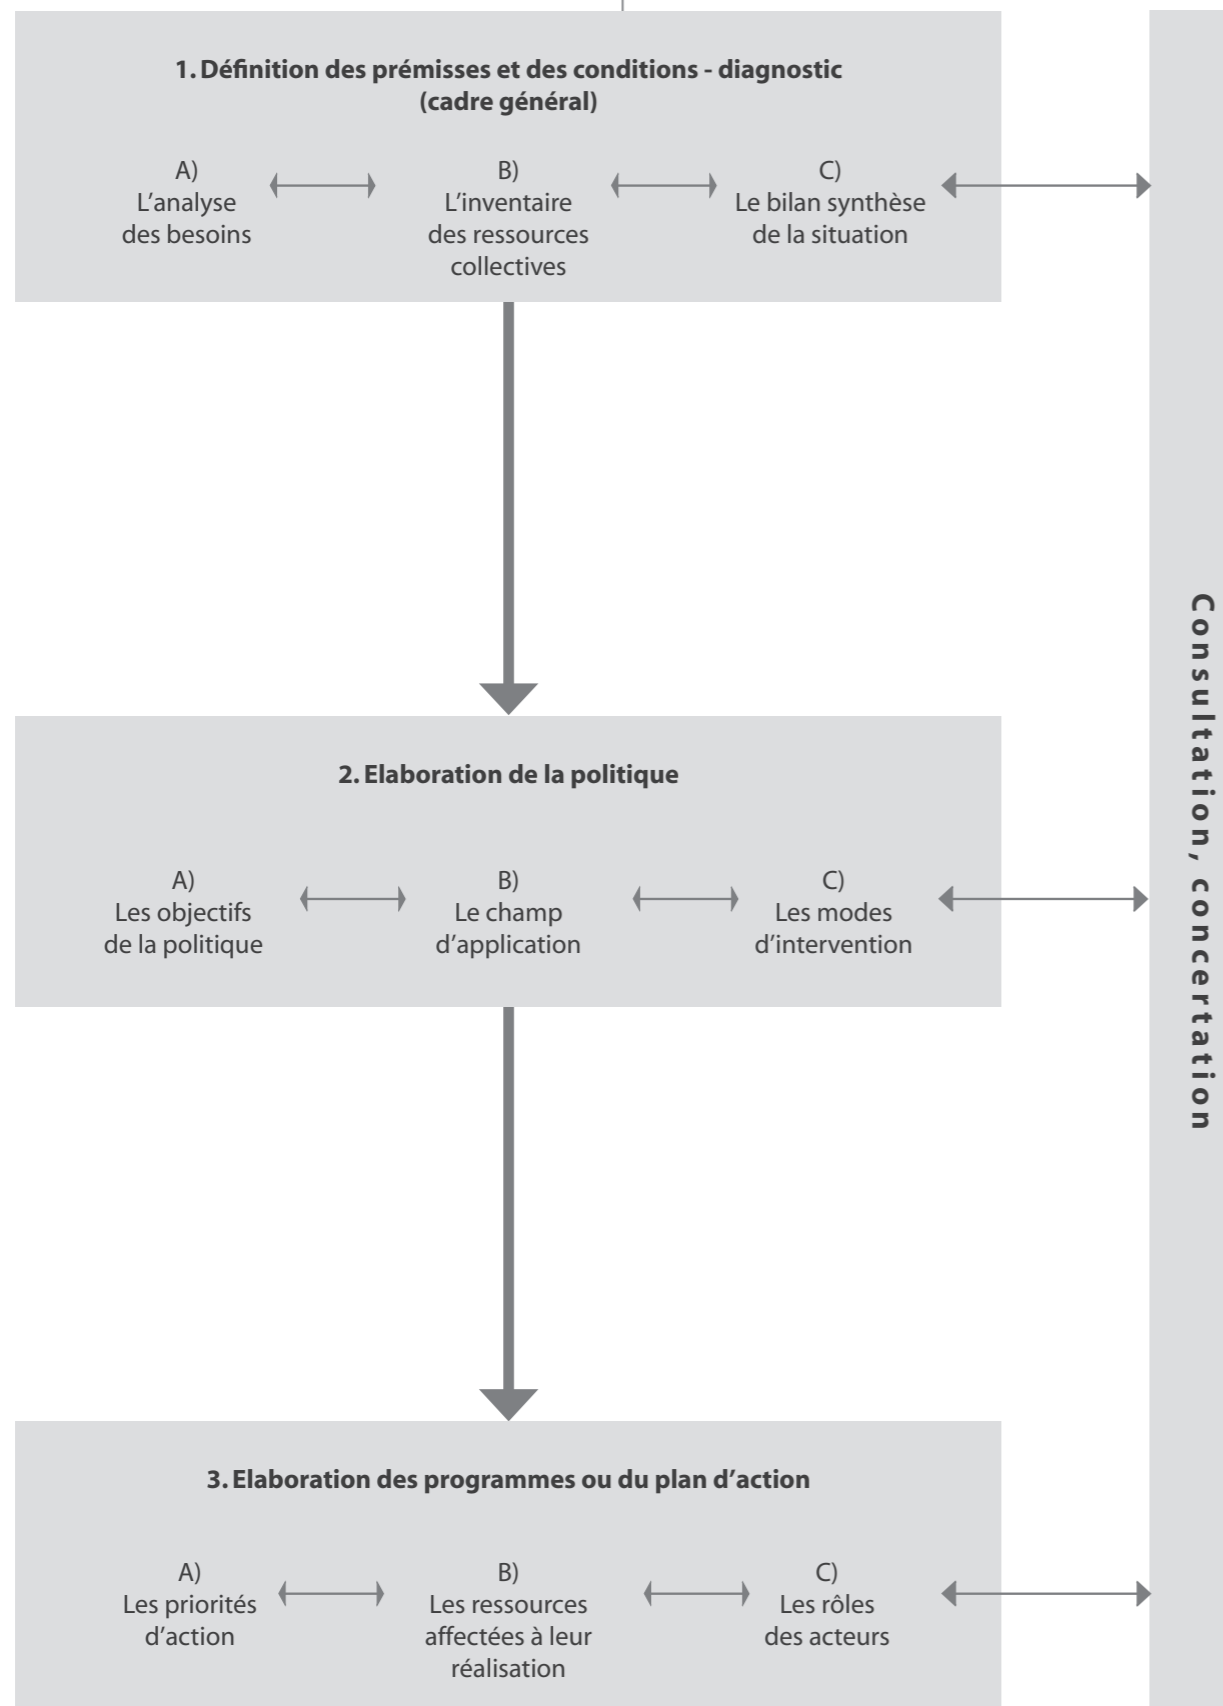 1. Définition des prémisses et des conditions - diagnostic
(cadre général)
A)
L’analyse
des besoins
B)
L’inventaire
des ressources
collectives
C)
Le bilan synthèse
de la situation
2. Elaboration de la politique
A)
Les objectifs
de la politique
B)
Le champ
d’application
C)
Les modes
d’intervention
3. Elaboration des programmes ou du plan d’action
A)
Les priorités
d’action
B)
Les ressources
affectées à leur
réalisation
C)
Les rôles
des acteurs
Consultation, concertation